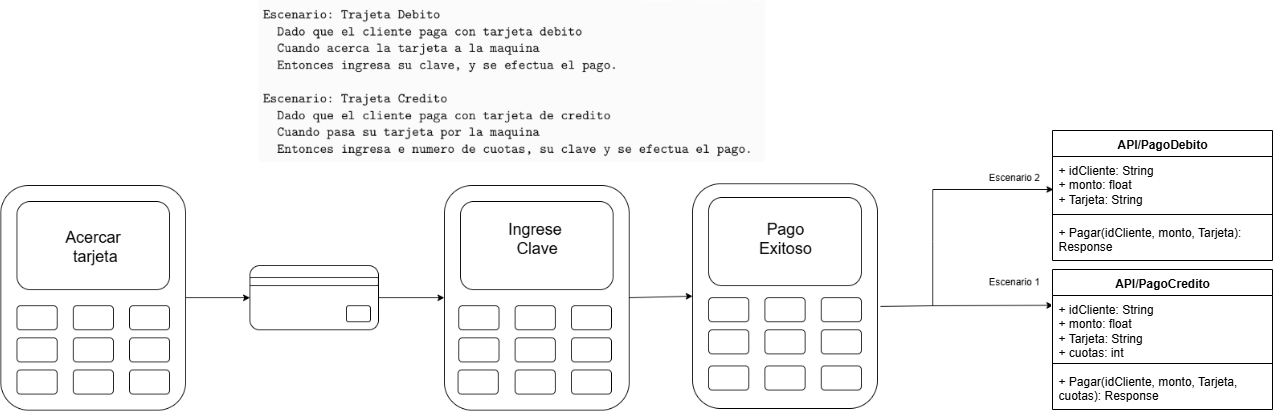 Escenario: Trajeta Debito
Dado que el cliente paga con tarjeta debito
Cuando acerca la tarjeta a la maquina
Entonces ingresa su clave, y se efectua el pago.
Escenario: Trajeta Credito
Dado que el cliente paga con tarjeta de credito
Cuando pasa su tarjeta por la maquina
Entonces ingresa e numero de cuotas, su clave y se efectua el pago.
Acercar
tarjeta
Ingrese
Clave
Pago
Exitoso
Escenario 2
API/PagoDebito
+ idCliente: String
+ monto: float
+ Tarjeta: String
+ Pagar(idCliente, monto, Tarjeta):
Response
Escenario 1
API/PagoCredito
+ idCliente: String
+ monto: float
+ Tarjeta: String
+ cuotas: int
+ Pagar(idCliente, monto, Tarjeta,
cuotas): Response